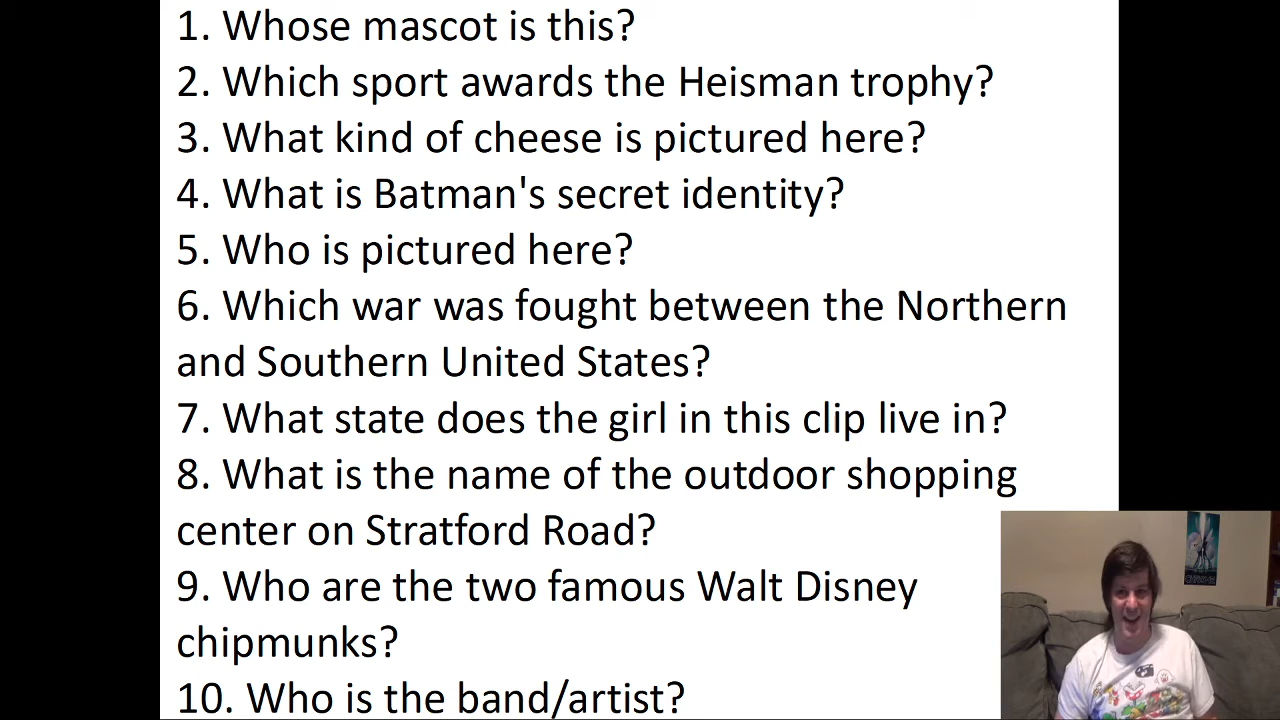 1. Whose mascot is this?
2. Which sport awards the Heisman trophy?
3. What kind of cheese is pictured here?
4. What is Batman's secret identity?
5. Who is pictured here?
6. Which war was fought between the Northern
and Southern United States?
7. What state does the girl in this clip live in?
8. What is the name of the outdoor shopping
center on Stratford Road?
9. Who are the two famous Walt Disney
chipmunks?
10. Who is the band/artist?